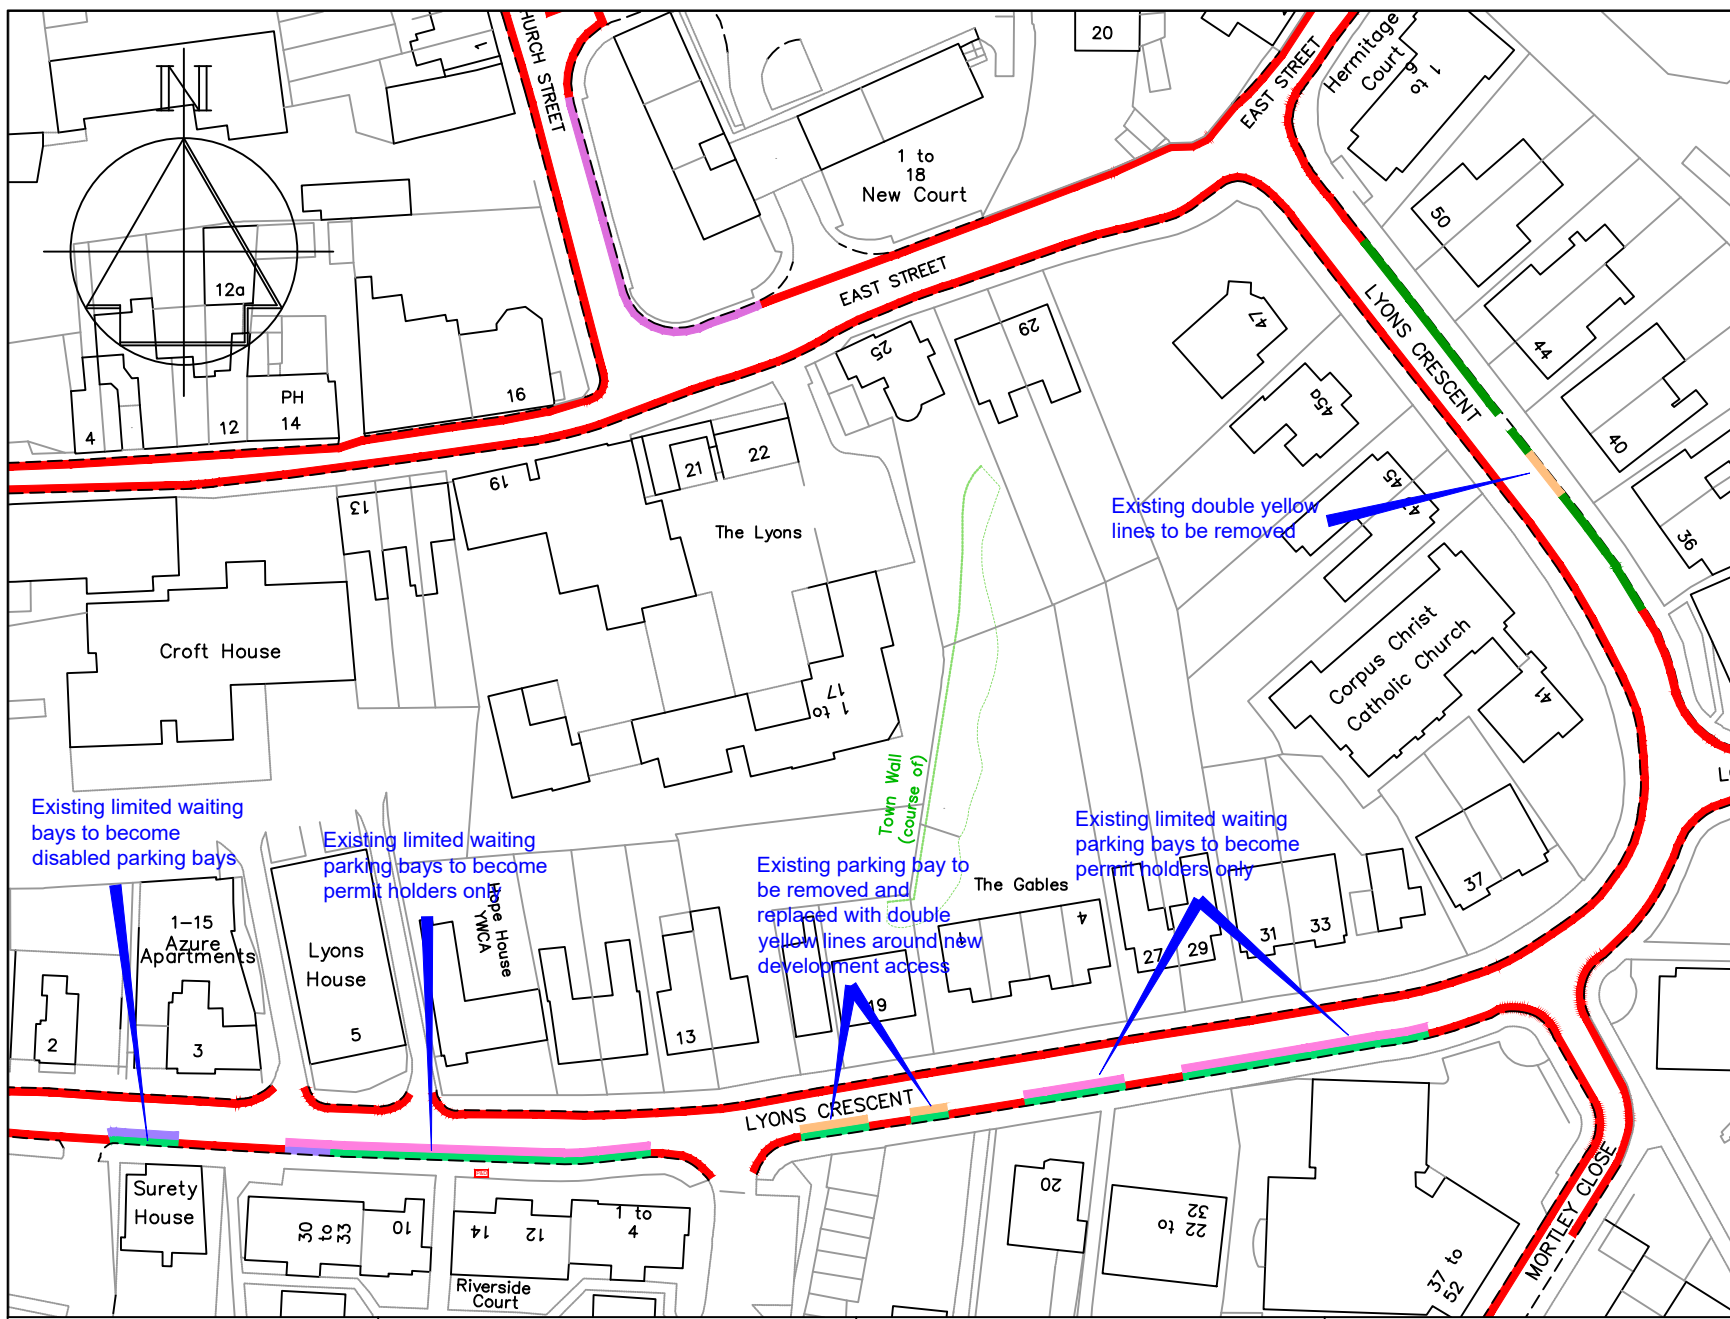 CHURCH STREET
1
20
EAST STREET
Hermitage
Court
1 to 6
N
1 to
18
New Court
50
12a
EAST STREET
LYONS CRESCENT
47
29
25
44
PH
14
16
12
4
45a
40
22
21
19
45
47
36
13
The Lyons
Existing double yellow
lines to be removed
Croft House
Corpus Christ
Catholic Church
41
1 to
17
Town Wall
(course of)
Existing limited waiting
bays to become
disabled parking bays
Existing limited waiting
parking bays to become
permit holders only
Existing parking bay to
be removed and
replaced with double
yellow lines around new
development access
Existing limited waiting
parking bays to become
permit holders only
The Gables
1
4
37
1-15
Azure
Apartments
Lyons
House
5
Hope House
YWCA
2
3
13
19
27
29
31
33
LYONS CRESCENT
Surety
House
30
to
33
10
14
12
1 to
4
Riverside
Court
20
22 to
32
37 to
52
MORTLEY CLOSE